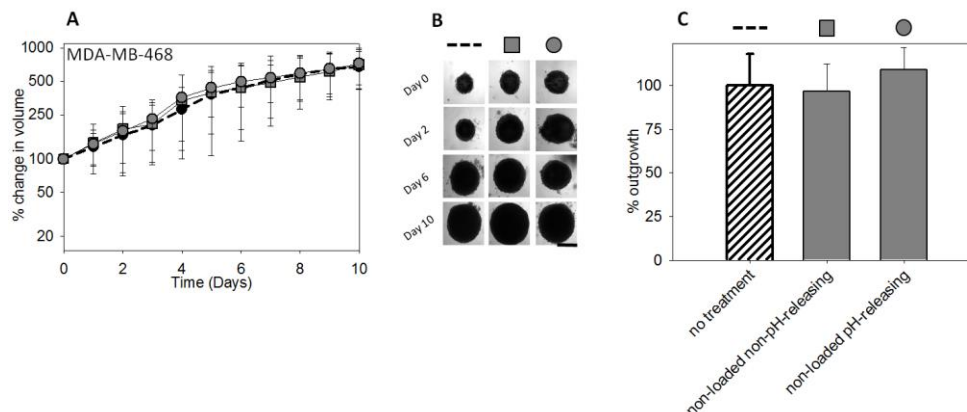 A
MDA-MB-468
% change in volume
1000
500
250
100
50
20
0 2 4 6 8 10
Time (Days)
B
Day 0
Day 2
Day 6
Day 10
C
% outgrowth
100
75
25
0
no treatment
non-loaded non-pH-releasing
non-loaded pH-releasing